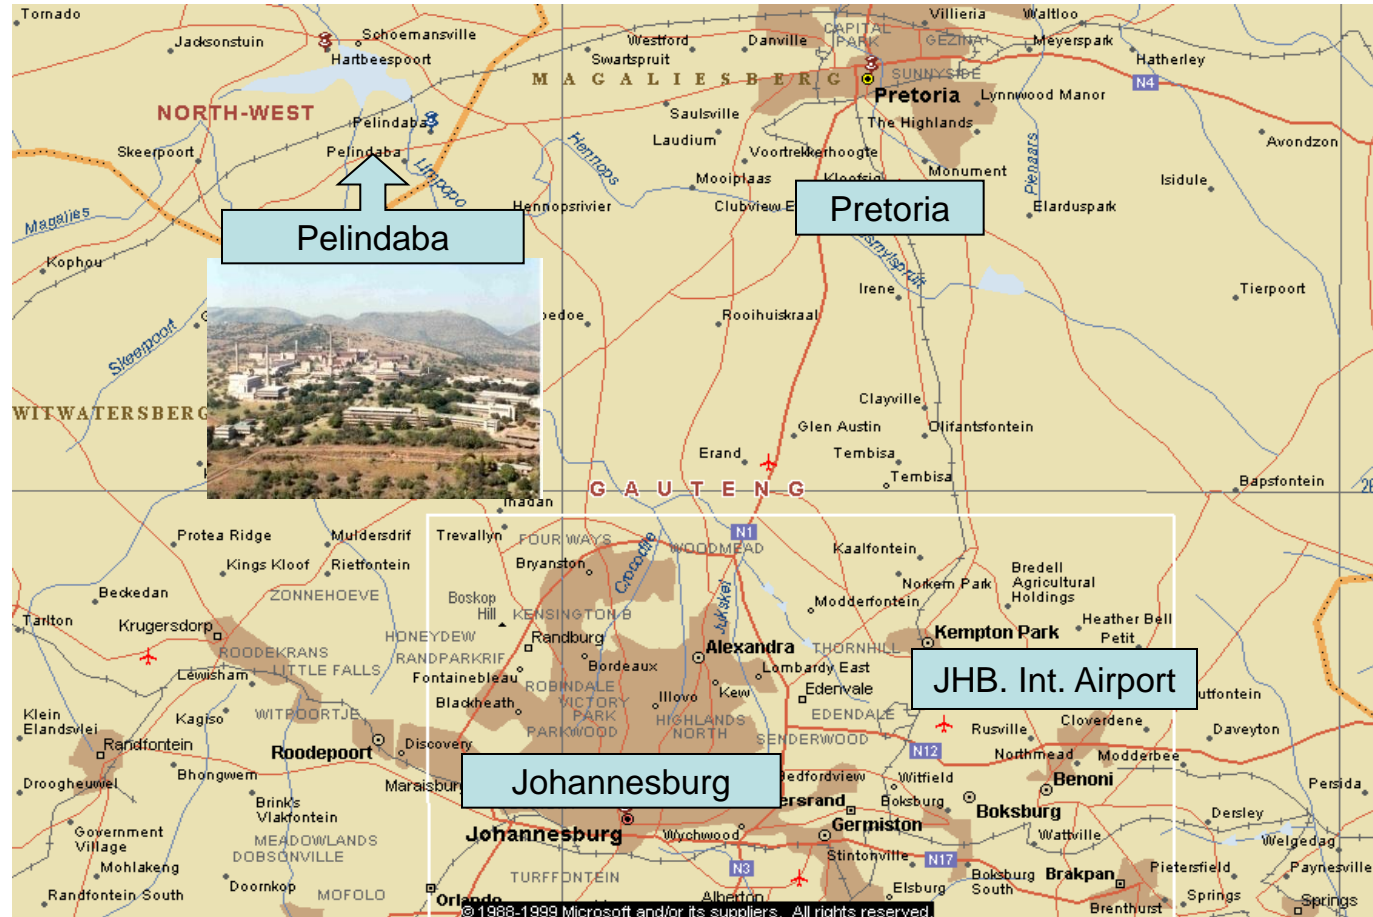 Tornado
Jacksonstuin
Schoemansville
Hartbeespoort
Westford
Danville
Swartspruit
CAPITAL
PARK
Villieria
Waltloo
GEZINA
Meyerspark
Hatherley
MAGALIESBERG
SUNNYSIDE
N4
Pretoria
Lynnwood Manor
NORTH-WEST
Pelindaba
Saulsville
The Highlands
Laudium
Avondzon
Skeerpoort
Pelindaba
Hennops
Voortrekkerhoogte
Pienaars
Limpopo
Mooiplaas
Kloofsig
Monument
Isidule
Magalies
Hennopsrivier
Clubview E
Pretoria
Elarduspark
Pelindaba
Kophou
Irene
Tierpoort
Skeerpoort
Rooihuiskraal
WITWATERSBERG
Clayville
Glen Austin
Olifantsfontein
Erand
Tembisa
Tembisa
Bapsfontein
GAUTENG
Protea Ridge
Muldersdrif
Trevallyn
FOUR WAYS
N1
WOODMEAD
Kaalfontein
Kings Kloof
Rietfontein
Bryanston
Crocodile
Bredell
Agricultural
Holdings
Norkem Park
Beckedan
ZONNEHOEVE
Boskop
Hill
KENSINGTON B
Jukskei
Modderfontein
Heather Bell
Petit
Tarlton
Krugersdorp
HONEYDEW
Randburg
Alexandra
THORNHILL
Kempton Park
ROODEKRANS
LITTLE FALLS
RANDPARKRIF
Bordeaux
Lombardy East
Lewisham
Fontainebleau
ROBINDALE
Kew
Edenvale
JHB. Int. Airport
Klein
Elandsvlei
Kagiso
WITPOORTJE
Blackheath
VICTORY
PARK
Illovo
PARKWOOD
HIGHLANDS
NORTH
EDENDALE
SENDERWOOD
Rusville
Cloverdene
Daveyton
Randfontein
Roodepoort
Discovery
N12
Northmead
Modderbee
Droogheuwel
Bhongwern
Maraisburg
Johannesburg
Bedfordview
Witfield
Benoni
Persida
Brink's
Vlakfontein
Boksburg
Boksburg
Dersley
Government
Village
MEADOWLANDS
DOBSONVILLE
Johannesburg
Wychwood
Germiston
Wattville
Welgedag
Mohlakeng
Stintonville
N17
Boksburg
South
Brakpan
Pietersfield
Paynesville
Randfontein South
Doornkop
MOFOLO
TURFFONTEIN
N3
Alberton
Elsburg
Brenthurst
Springs
Springs
Orlando
© 1988-1999 Microsoft and/or its suppliers. All rights reserved.